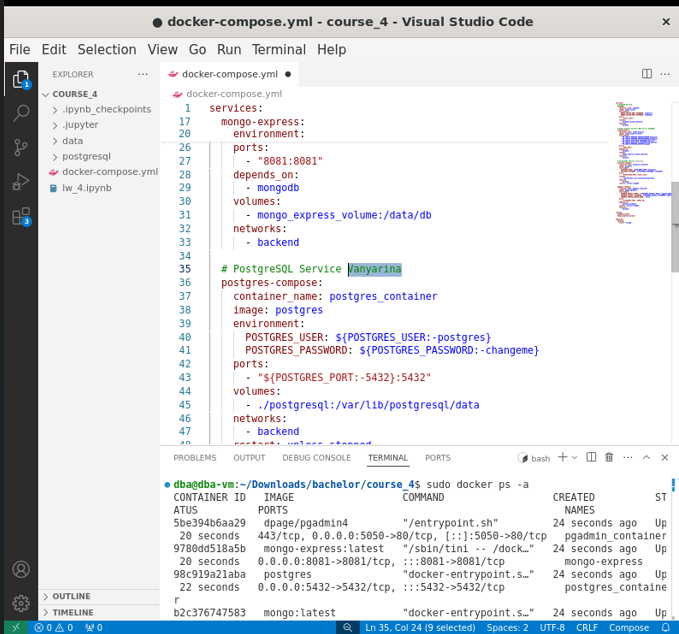 ● docker-compose.yml - course_4 - Visual Studio Code ×
File Edit Selection View Go Run Terminal Help
EXPLORER ···
COURSE_4
.ipynb_checkpoints
.jupyter
data
postgresql
docker-compose.yml
lw_4.ipynb
OUTLINE
TIMELINE
1
3
docker-compose.yml ●
docker-compose.yml
1 services:
17 mongo-express:
20 environment:
26 ports:
27 - "8081:8081"
28 depends_on:
29 - mongodb
30 volumes:
31 - mongo_express_volume:/data/db
32 networks:
33 - backend
34
35 # PostgreSQL Service Vanyarina
36 postgres-compose:
37 container_name: postgres_container
38 image: postgres
39 environment:
40 POSTGRES_USER: ${POSTGRES_USER:-postgres}
41 POSTGRES_PASSWORD: ${POSTGRES_PASSWORD:-changeme}
42 ports:
43 - "${POSTGRES_PORT:-5432}:5432"
44 volumes:
45 - ./postgresql:/var/lib/postgresql/data
46 networks:
47 - backend
48 restart: unless-stopped
PROBLEMS OUTPUT DEBUG CONSOLE TERMINAL PORTS bash
dba@dba-vm:~/Downloads/bachelor/course_4$ sudo docker ps -a
CONTAINER ID IMAGE COMMAND CREATED ST
ATUS PORTS NAMES
5be394b6aa29 dpage/pgadmin4 "/entrypoint.sh" 24 seconds ago Up
20 seconds 443/tcp, 0.0.0.0:5050->80/tcp, [::]:5050->80/tcp pgadmin_container
9780dd518a5b mongo-express:latest "/sbin/tini -- /dock…" 24 seconds ago Up
20 seconds 0.0.0.0:8081->8081/tcp, :::8081->8081/tcp mongo-express
98c919a21aba postgres "docker-entrypoint.s…" 24 seconds ago Up
22 seconds 0.0.0.0:5432->5432/tcp, :::5432->5432/tcp postgres_containe
r
b2c376747583 mongo:latest "docker-entrypoint.s…" 24 seconds ago Up
0 0 0 Ln 35, Col 24 (9 selected) Spaces: 2 UTF-8 CRLF Compose